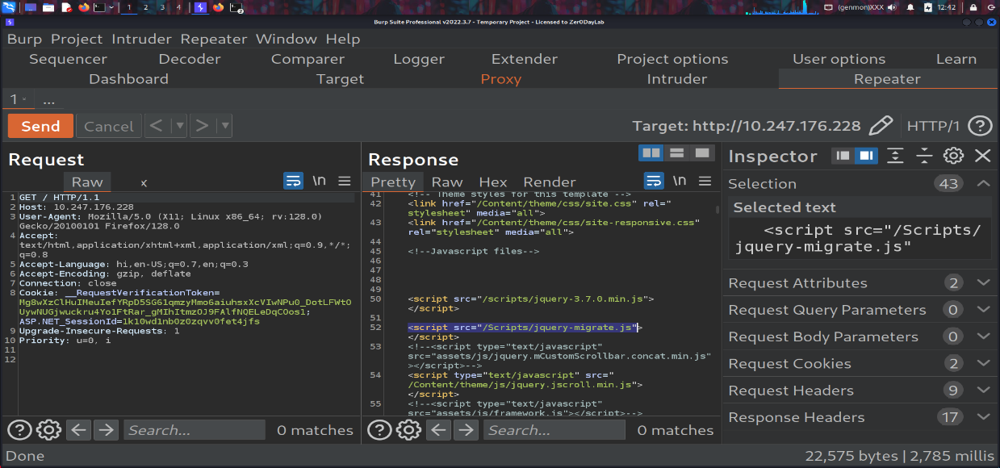 1 2 3 4 2 (genmon)XXX 12:42
Burp Suite Professional v2022.3.7 - Temporary Project - Licensed to Zer0DayLab
Burp Project Intruder Repeater Window Help
Sequencer Decoder Comparer Logger Extender Project options User options Learn
Dashboard Target Proxy Intruder Repeater
1 × ...
Send Cancel < > Target: http://10.247.176.228 HTTP/1 ?
Request
Raw x \n
1 GET / HTTP/1.1
2 Host: 10.247.176.228
3 User-Agent: Mozilla/5.0 (X11; Linux x86_64; rv:128.0)
Gecko/20100101 Firefox/128.0
4 Accept:
text/html,application/xhtml+xml,application/xml;q=0.9,*/*;
q=0.8
5 Accept-Language: hi,en-US;q=0.7,en;q=0.3
6 Accept-Encoding: gzip, deflate
7 Connection: close
8 Cookie: __RequestVerificationToken=
Mg8wXzClHuIMeuIefYRpD5SG61qmzyMmo6aiuhsxXcVIwNPu0_DotLFWtO
UywNUGjwuckru4Yo1FtRar_gMIhItmzOJ9FAlfNQELeDqCOos1;
ASP.NET_SessionId=1k10wd1nb0z0zqvv0fet4jfs
9 Upgrade-Insecure-Requests: 1
10 Priority: u=0, i
11
12
? Search... 0 matches
Response
Pretty Raw Hex Render \n
41 <!-- Theme styles for this template -->
42 <link href="/Content/theme/css/site.css" rel="
stylesheet" media="all">
43 <link href="/Content/theme/css/site-responsive.css"
rel="stylesheet" media="all">
44
45 <!--Javascript files-->
46
47
48
49
50 <script src="/scripts/jquery-3.7.0.min.js">
</script>
51
52 <script src="/Scripts/jquery-migrate.js">
</script>
53 <!--<script type="text/javascript"
src="assets/js/jquery.mCustomScrollbar.concat.min.js"
></script>-->
54 <script type="text/javascript" src="
/Content/theme/js/jquery.jscroll.min.js">
</script>
55 <!--<script type="text/javascript"
src="assets/js/framework.js"></script>-->
? Search... 0 matches
Inspector
Selection 43
Selected text
<script src="/Scripts/
jquery-migrate.js"
Request Attributes 2
Request Query Parameters 0
Request Body Parameters 0
Request Cookies 2
Request Headers 9
Response Headers 17
Done 22,575 bytes | 2,785 millis